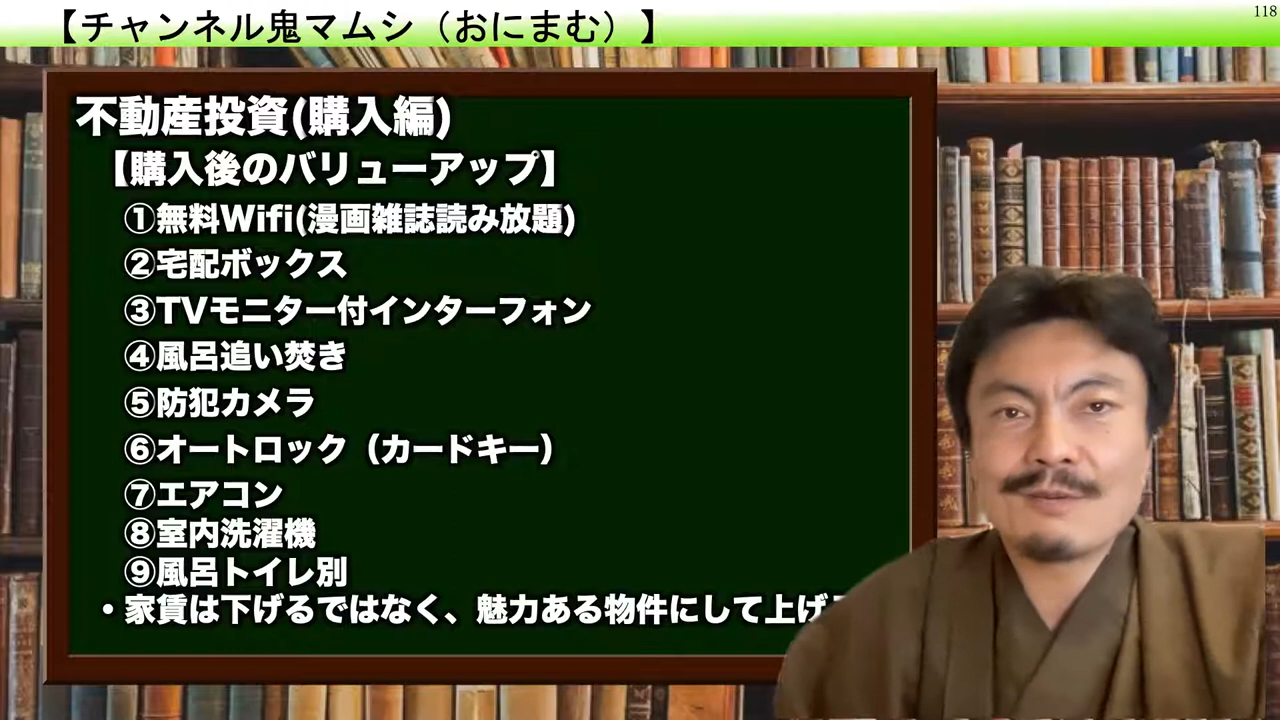 【チャンネル鬼マムシ（おにまむ）】
118
不動産投資(購入編)
【購入後のバリューアップ】
①無料Wifi(漫画雑誌読み放題)
②宅配ボックス
③TVモニター付インターフォン
④風呂追い焚き
⑤防犯カメラ
⑥オートロック（カードキー）
⑦エアコン
⑧室内洗濯機
⑨風呂トイレ別
・家賃は下げるではなく、魅力ある物件にして上げる